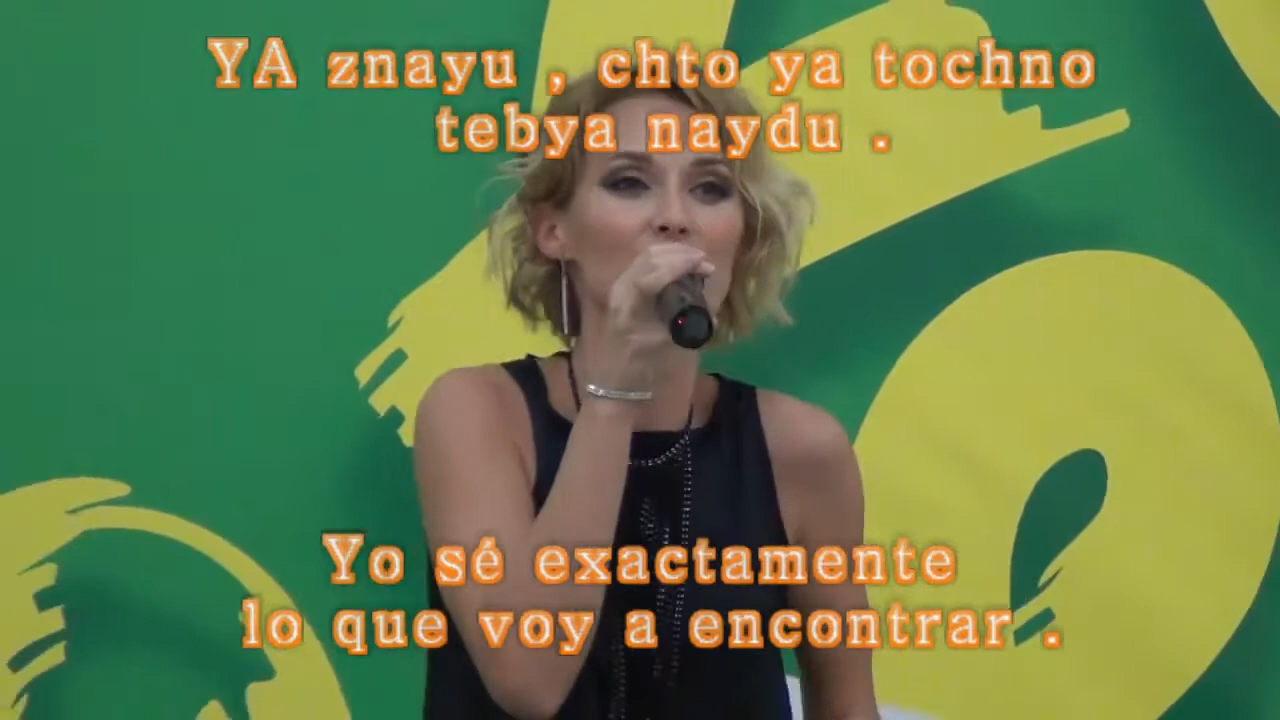 YA znayu , chto ya tochno
tebya naydu .
Yo sé exactamente
lo que voy a encontrar .